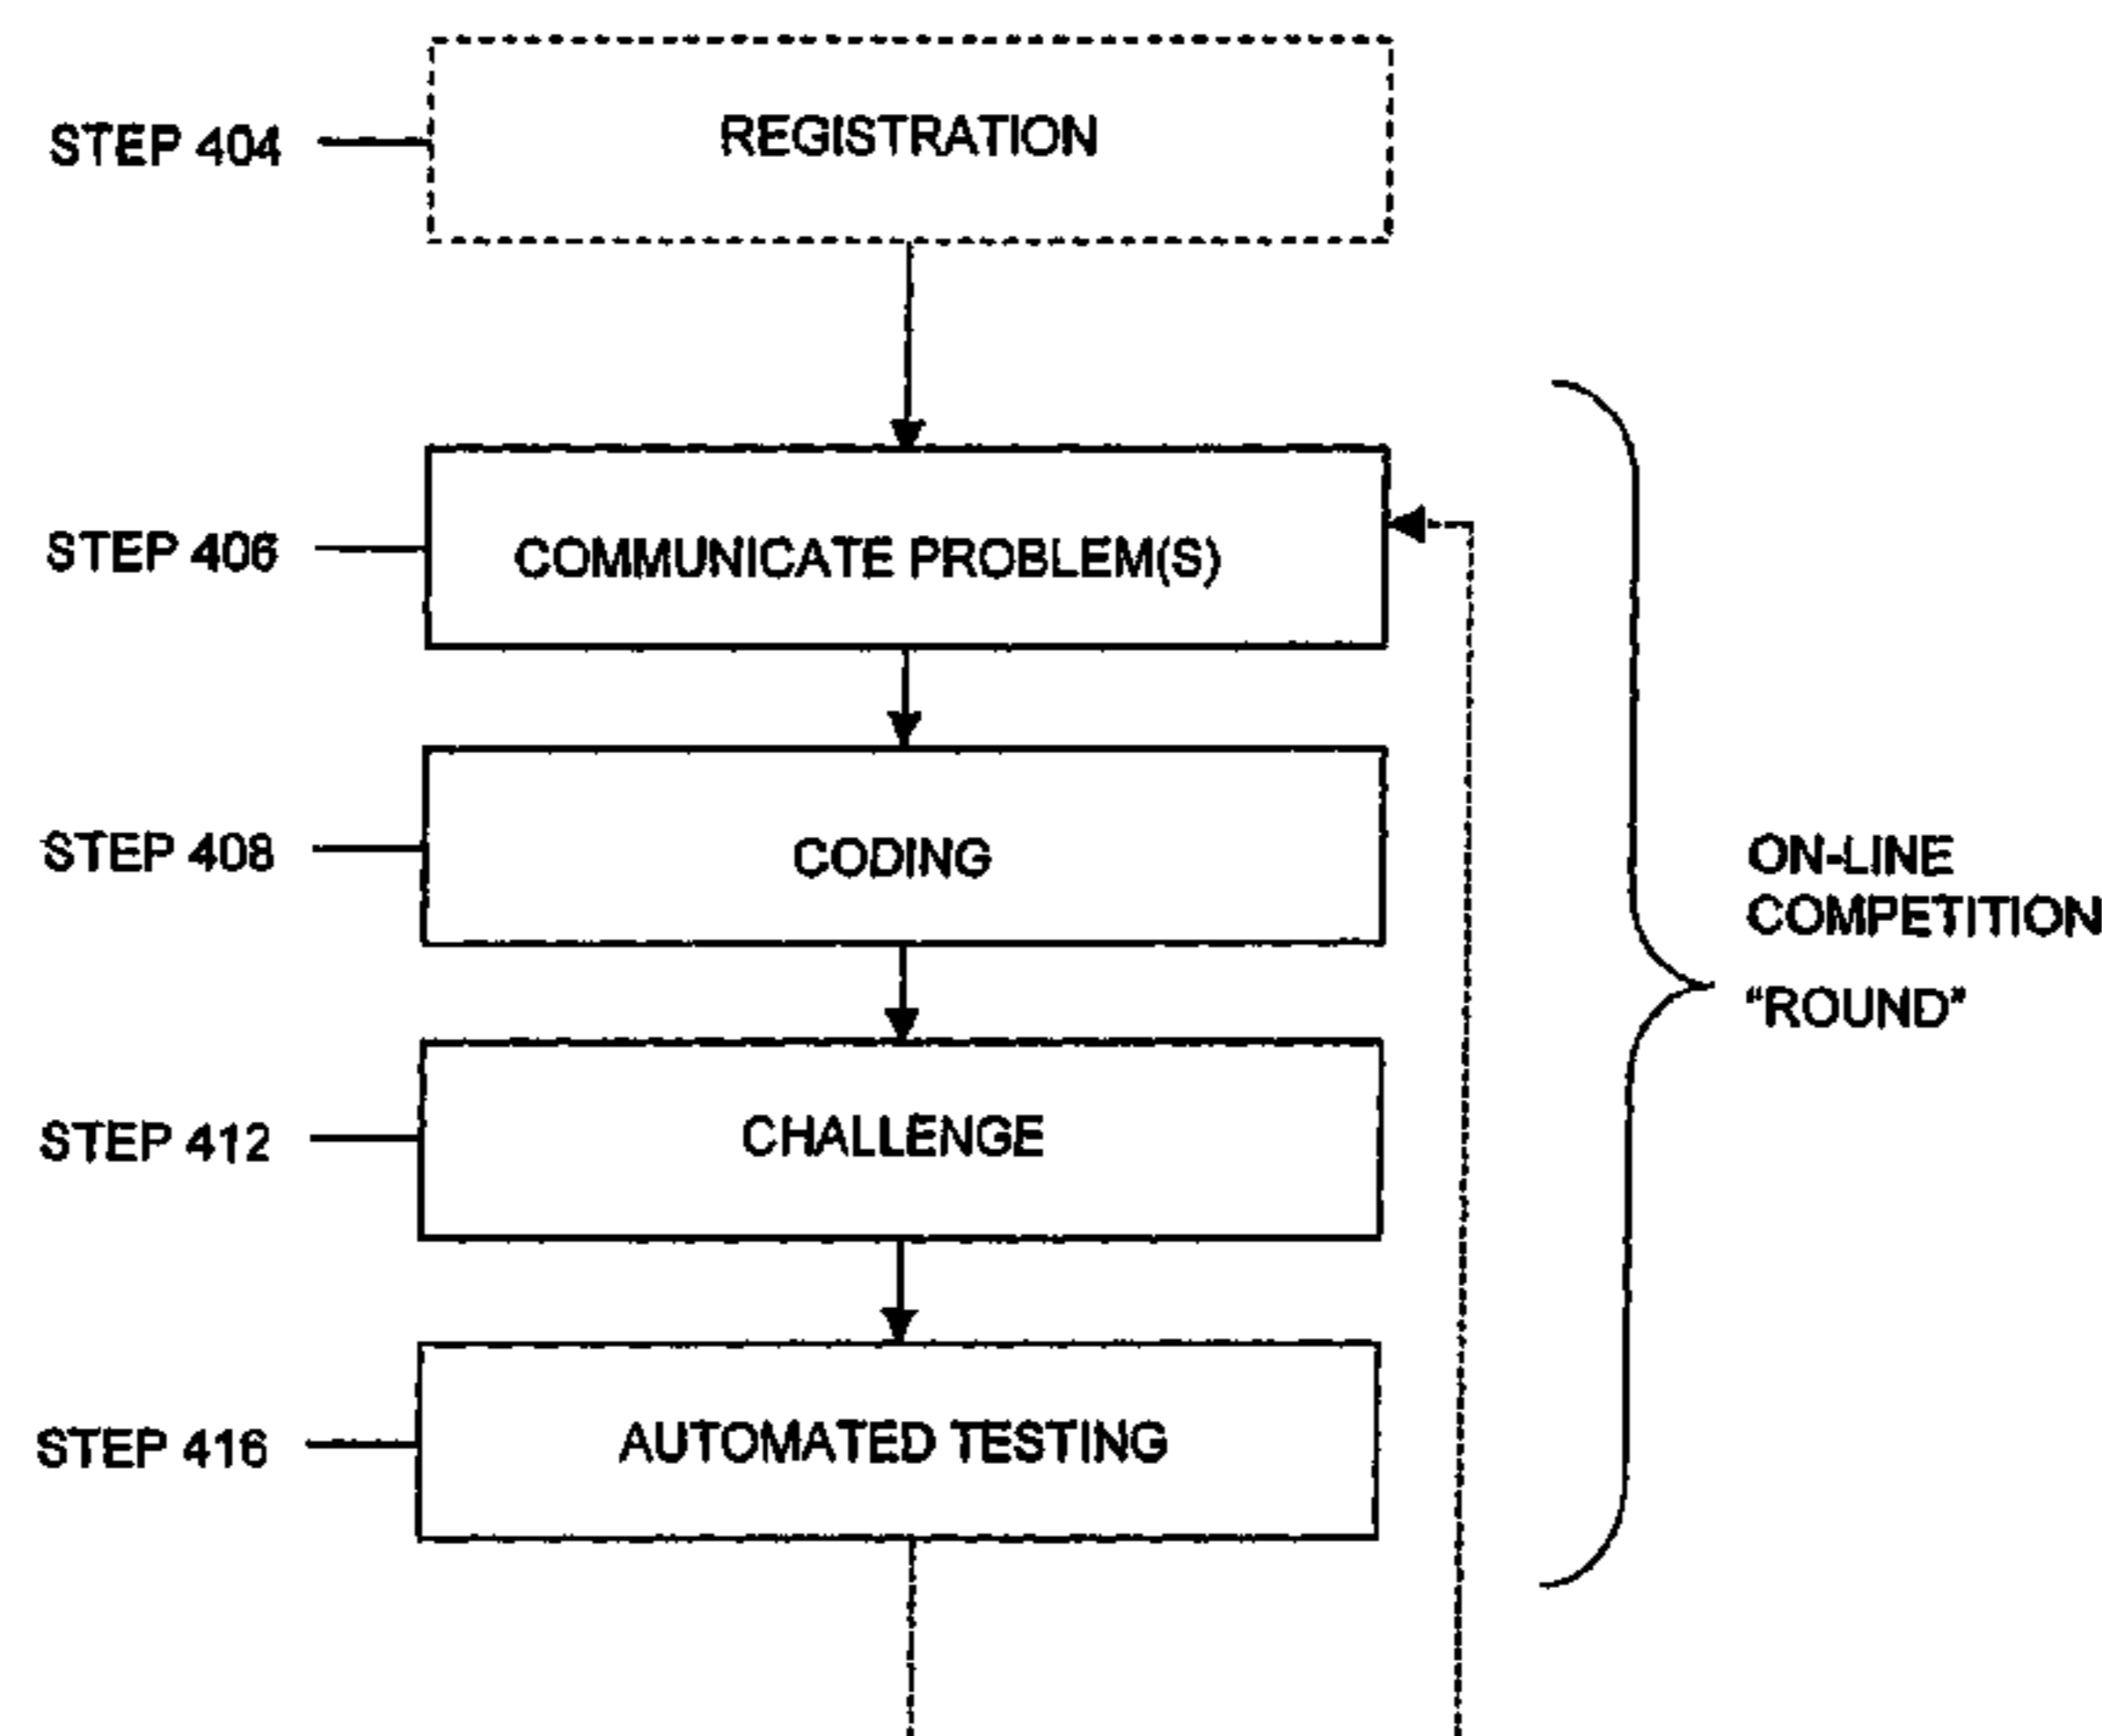 STEP 404
REGISTRATION
STEP 406
COMMUNICATE PROBLEM(S)
STEP 408
CODING
ON-LINE
COMPETITION
"ROUND"
STEP 412
CHALLENGE
STEP 416
AUTOMATED TESTING